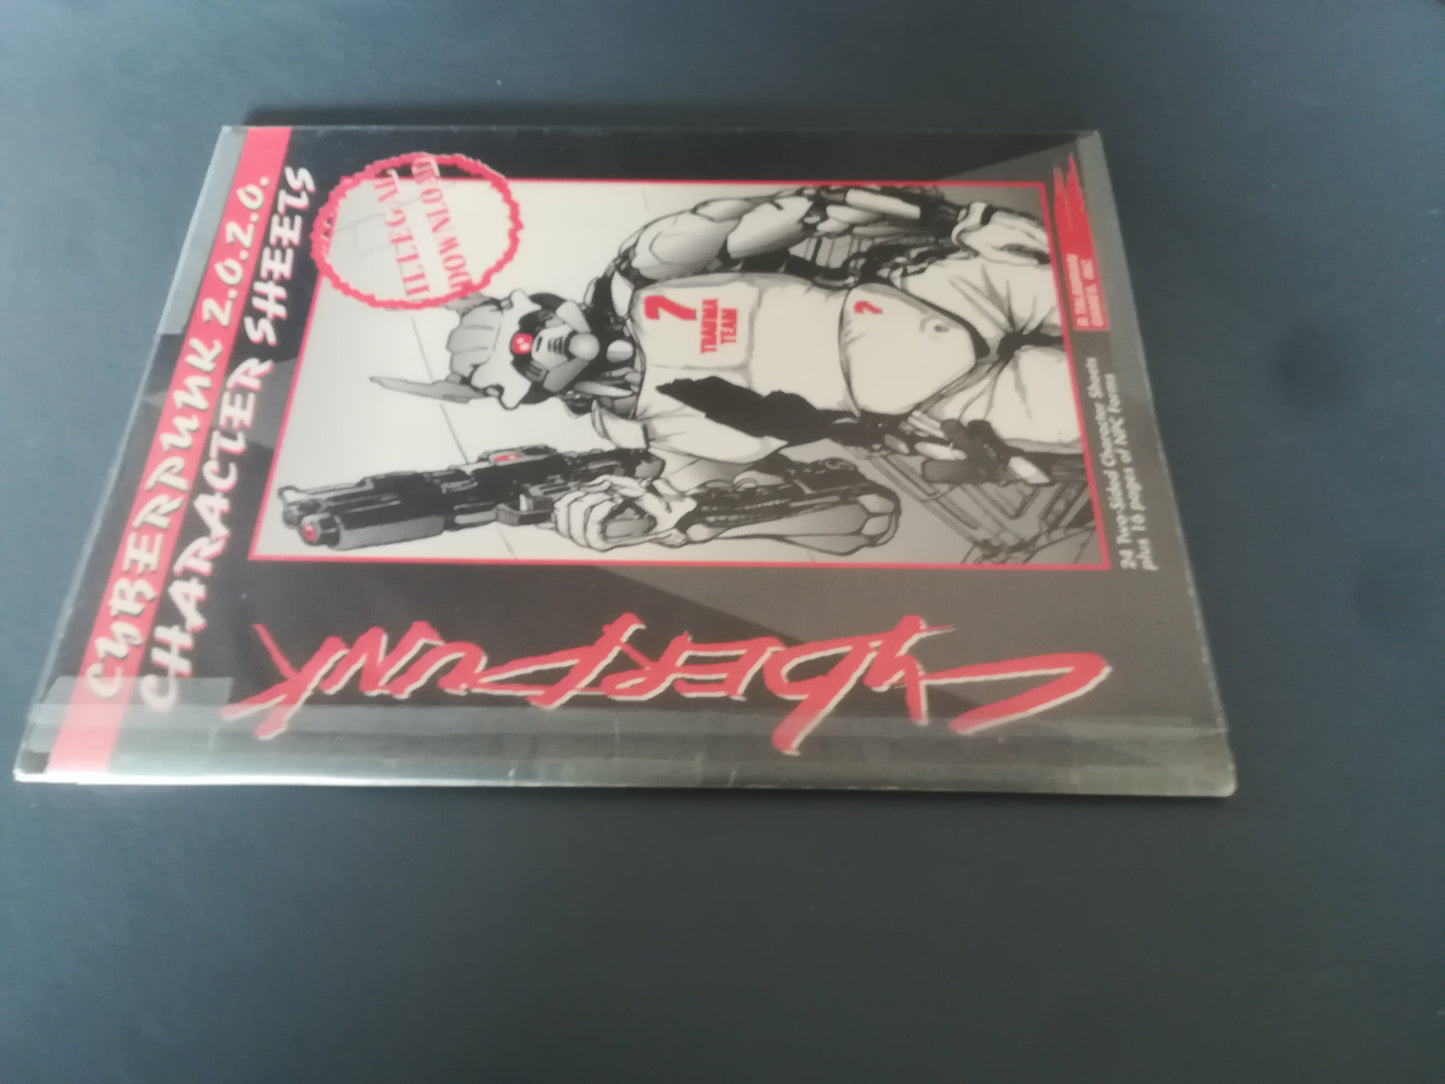 CYBERPUNK 2.0.2.0.
CHARACTER SHEETS
ILLEGAL
DOWNLOAD
7
TRAUMA
TEAM
7
CYBERPUNK
A TALSORIAN
GAMES, INC
24 Two-Sided Character Sheets
plus 16 pages of NPC Forms